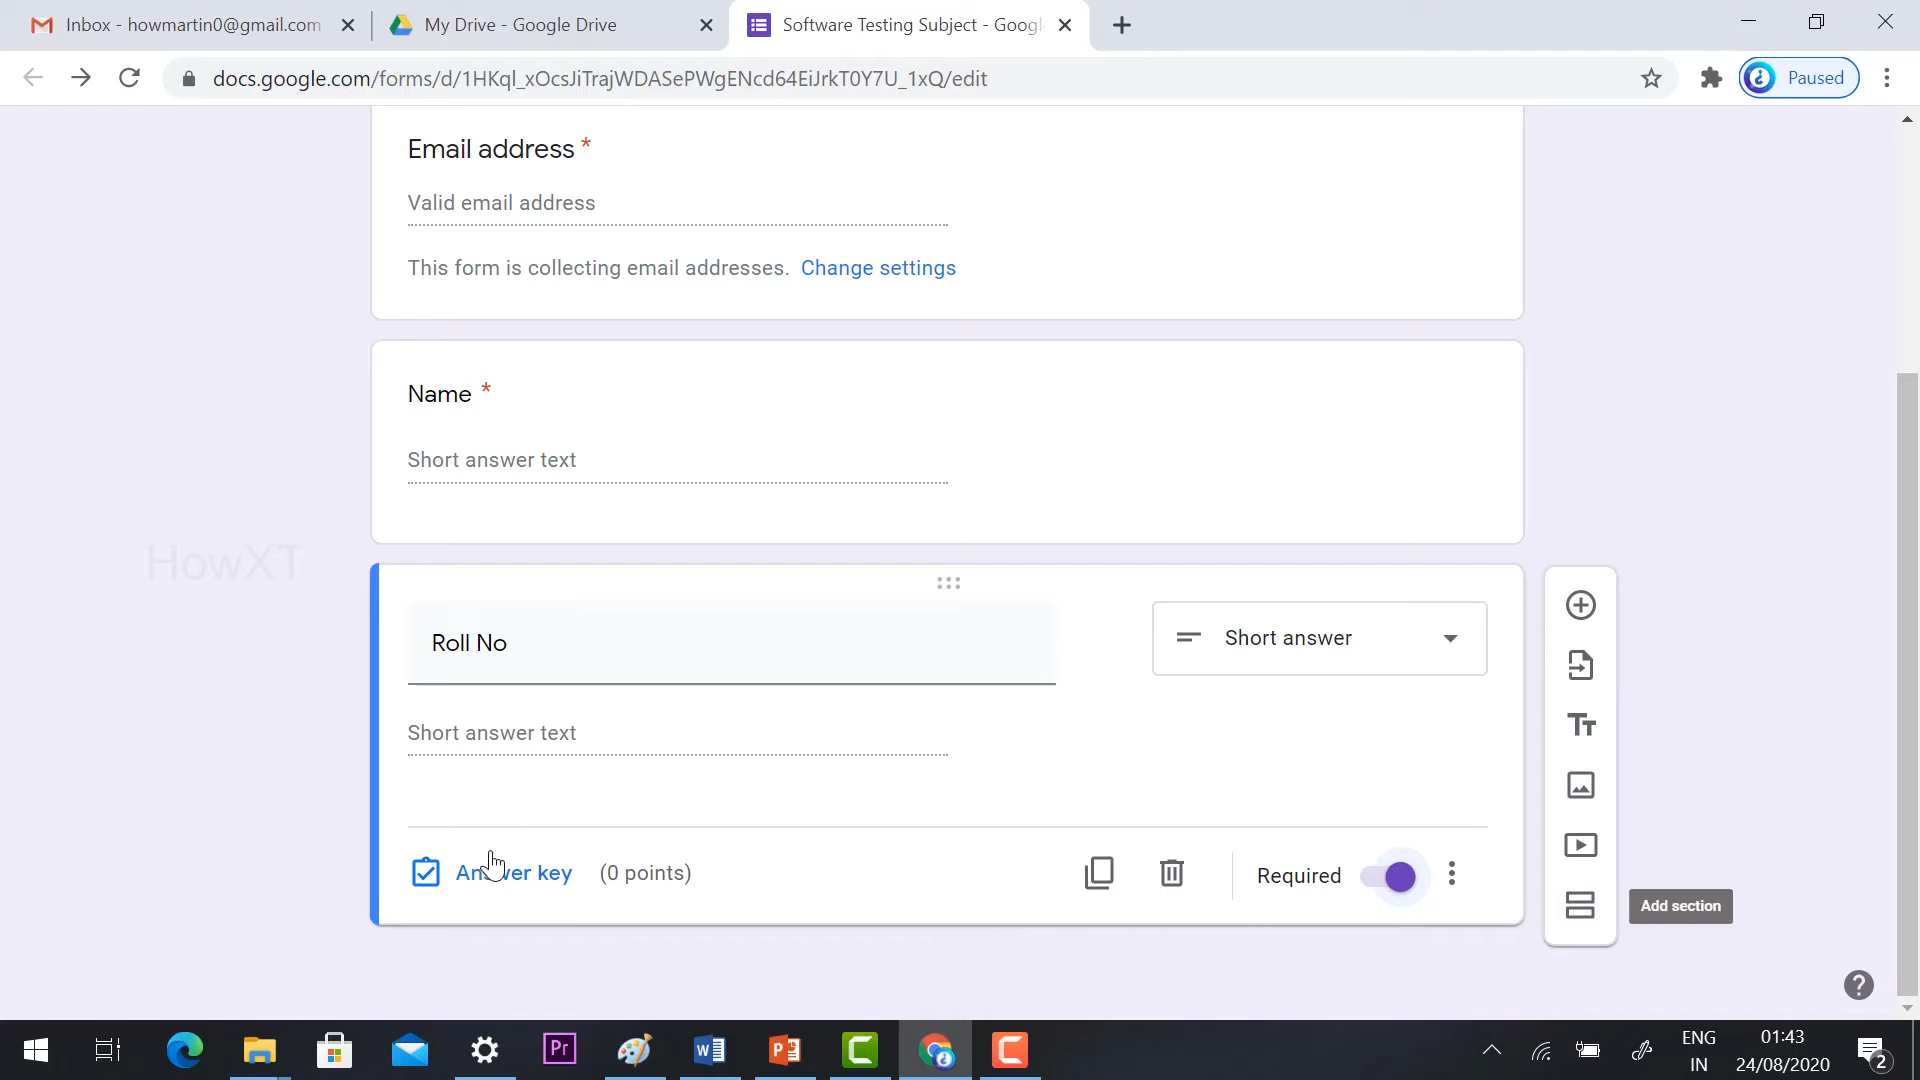 Inbox - howmartin0@gmail.com
My Drive - Google Drive
Software Testing Subject - Googl
docs.google.com/forms/d/1HKql_xOcsJiTrajWDASePWgENcd64EiJrkT0Y7U_1xQ/edit
Paused
Email address *
Valid email address
This form is collecting email addresses. Change settings
Name *
Short answer text
HowXT
Roll No
Short answer
Short answer text
Answer key (0 points)
Required
Add section
Pr
ENG
IN
01:43
24/08/2020
2